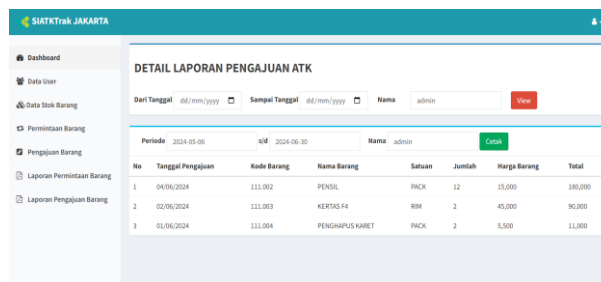 SIATKTrak JAKARTA
Dashboard
Data User
Data Stok Barang
Permintaan Barang
Pengajuan Barang
Laporan Permintaan Barang
Laporan Pengajuan Barang
DETAIL LAPORAN PENGAJUAN ATK
Dari Tanggal dd/mm/yyyy Sampai Tanggal dd/mm/yyyy Nama admin View
Periode 2024-05-06 s/d 2024-06-30 Nama admin Cetak
No Tanggal Pengajuan Kode Barang Nama Barang Satuan Jumlah Harga Barang Total
1 04/06/2024 111.002 PENSIL PACK 12 15,000 180,000
2 02/06/2024 111.003 KERTAS F4 RIM 2 45,000 90,000
3 01/06/2024 111.004 PENGHAPUS KARET PACK 2 5,500 11,000